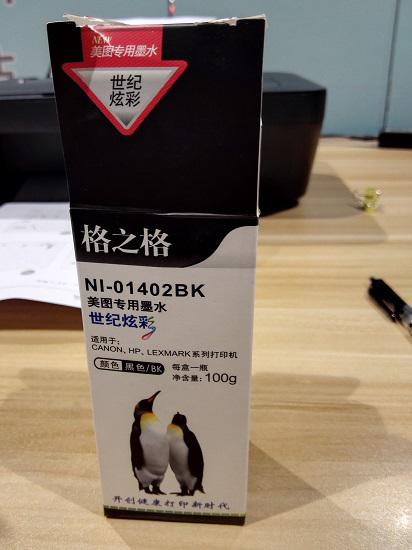 NEW
美图专用墨水
世纪
炫彩
格之格
NI-01402BK
美图专用墨水
世纪炫彩
适用于：
CANON、HP、LEXMARK系列打印机
颜色 黑色/BK
每盒一瓶
净含量：100g
开创健康打印新时代